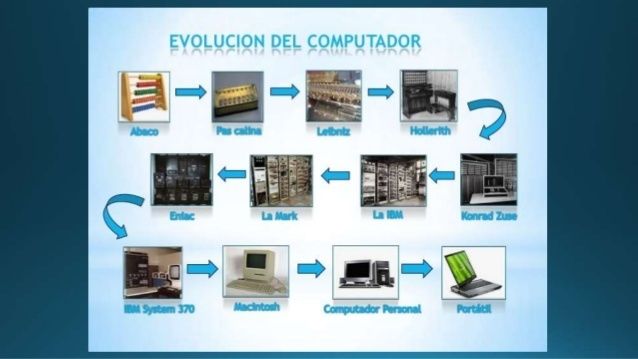 EVOLUCION DEL COMPUTADOR
Abaco
Pas calina
Leibniz
Hollerith
Eniac
La Mark
La IBM
Konrad Zuse
IBM System 370
Macintosh
Computador Personal
Portátil